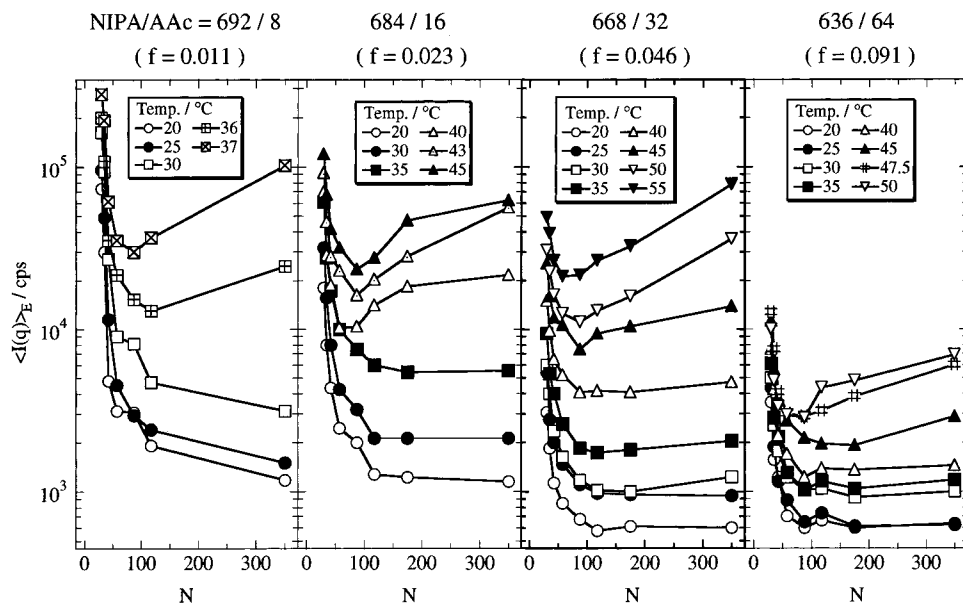 NIPA/AAc = 692 / 8 684 / 16 668 / 32 636 / 64
( f = 0.011 ) ( f = 0.023 ) ( f = 0.046 ) ( f = 0.091 )
<I(q)>E / cps
10^5
10^4
10^3
Temp. / °C
20 36
25 37
30
Temp. / °C
20 40
30 43
35 45
Temp. / °C
20 40
25 45
30 50
35 55
Temp. / °C
20 40
25 45
30 47.5
35 50
0 100 200 300 0 100 200 300 0 100 200 300 0 100 200 300
N N N N